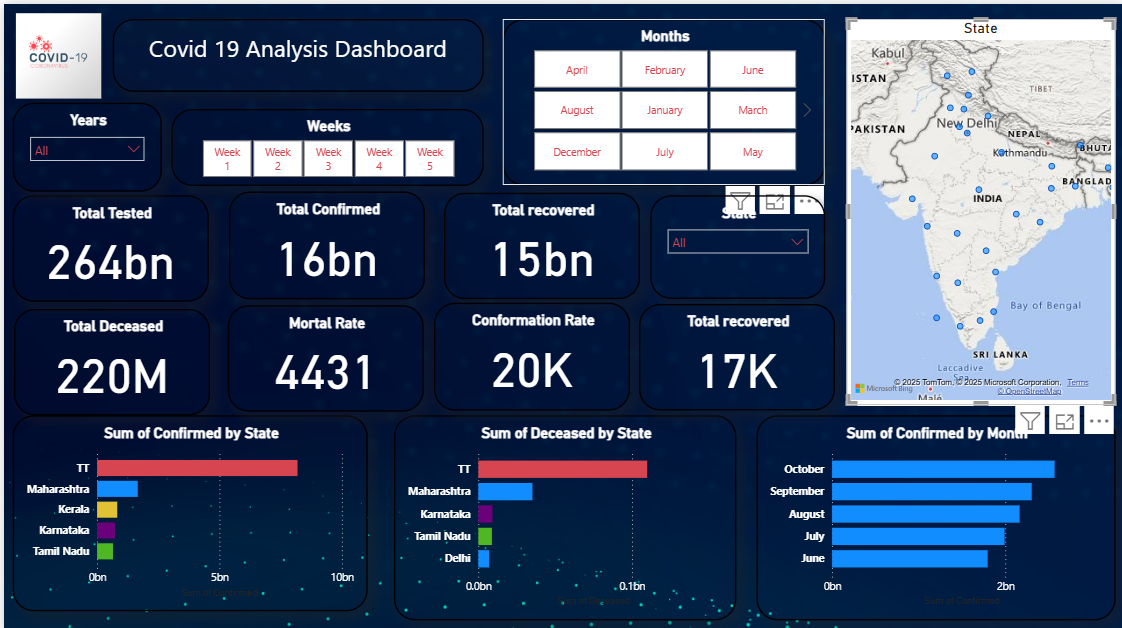 COVID-19
CORONAVIRUS
Covid 19 Analysis Dashboard
Months
April
February
June
August
January
March
December
July
May
Years
All
Weeks
Week
1
Week
2
Week
3
Week
4
Week
5
Total Tested
264bn
Total Confirmed
16bn
Total recovered
15bn
State
All
Total Deceased
220M
Mortal Rate
4431
Conformation Rate
20K
Total recovered
17K
State
Kabul
ISTAN
TIBET
PAKISTAN
New Delhi
NEPAL
Kathmandu
BHUTA
BANGLAD
INDIA
Bay of Bengal
SRI LANKA
Laccadive
Sea
Malé
© 2025 TomTom, © 2025 Microsoft Corporation, Terms
© OpenStreetMap
Microsoft Bing
Sum of Confirmed by State
TT
Maharashtra
Kerala
Karnataka
Tamil Nadu
0bn 5bn 10bn
Sum of Confirmed
Sum of Deceased by State
TT
Maharashtra
Karnataka
Tamil Nadu
Delhi
0.0bn 0.1bn
Sum of Deceased
Sum of Confirmed by Month
October
September
August
July
June
0bn 2bn
Sum of Confirmed